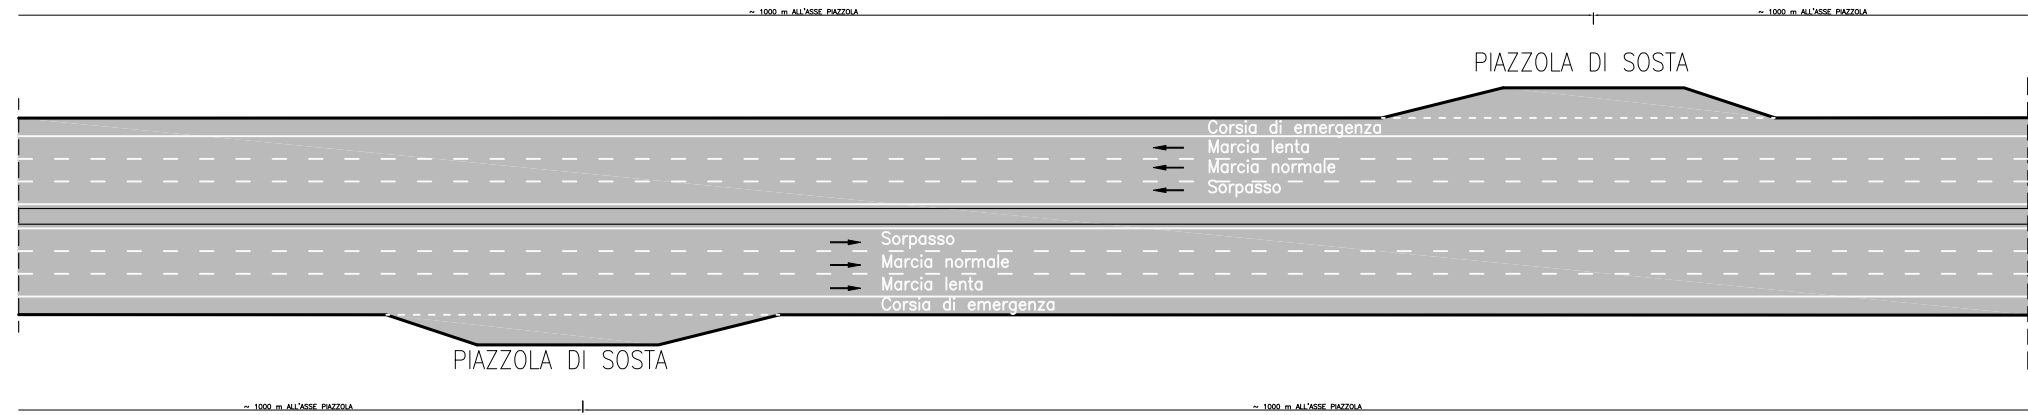 ~ 1000 m ALL'ASSE PIAZZOLA
~ 1000 m ALL'ASSE PIAZZOLA
PIAZZOLA DI SOSTA
Corsia di emergenza
Marcia lenta
Marcia normale
Sorpasso
Sorpasso
Marcia normale
Marcia lenta
Corsia di emergenza
PIAZZOLA DI SOSTA
~ 1000 m ALL'ASSE PIAZZOLA
~ 1000 m ALL'ASSE PIAZZOLA